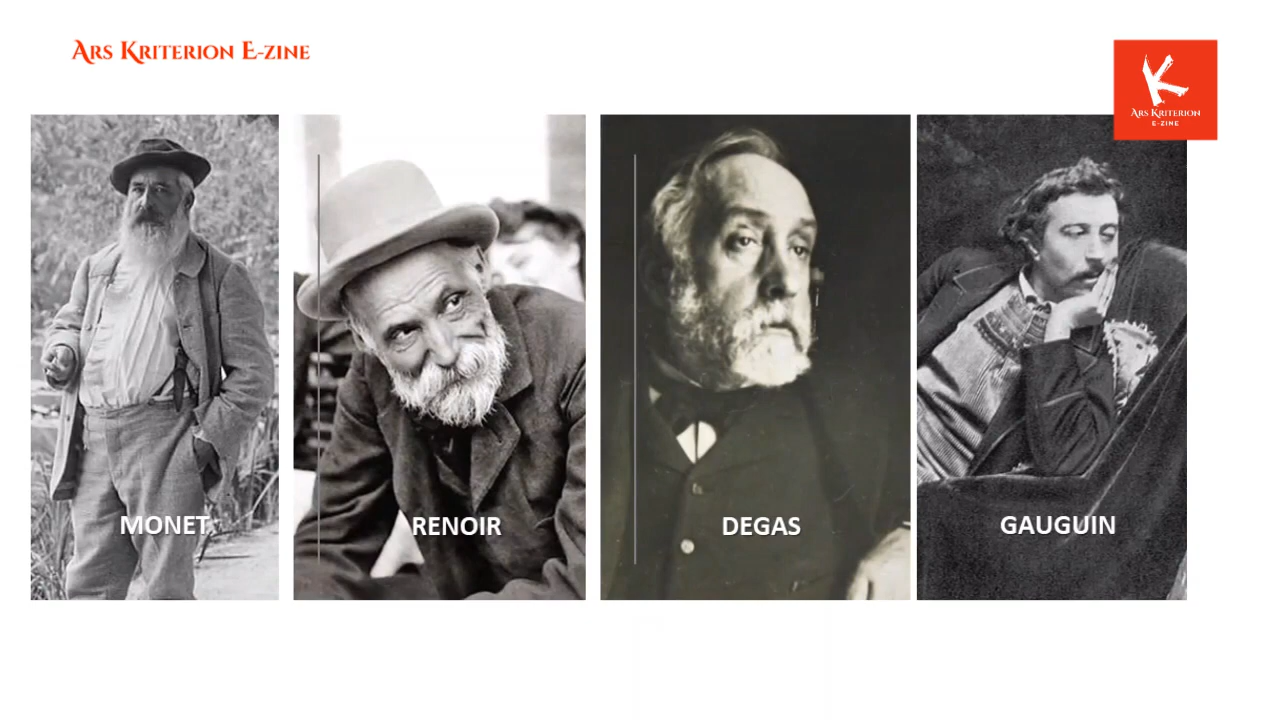 Ars Kriterion E-zine
K
Ars Kriterion
E-ZINE
MONET
RENOIR
DEGAS
GAUGUIN